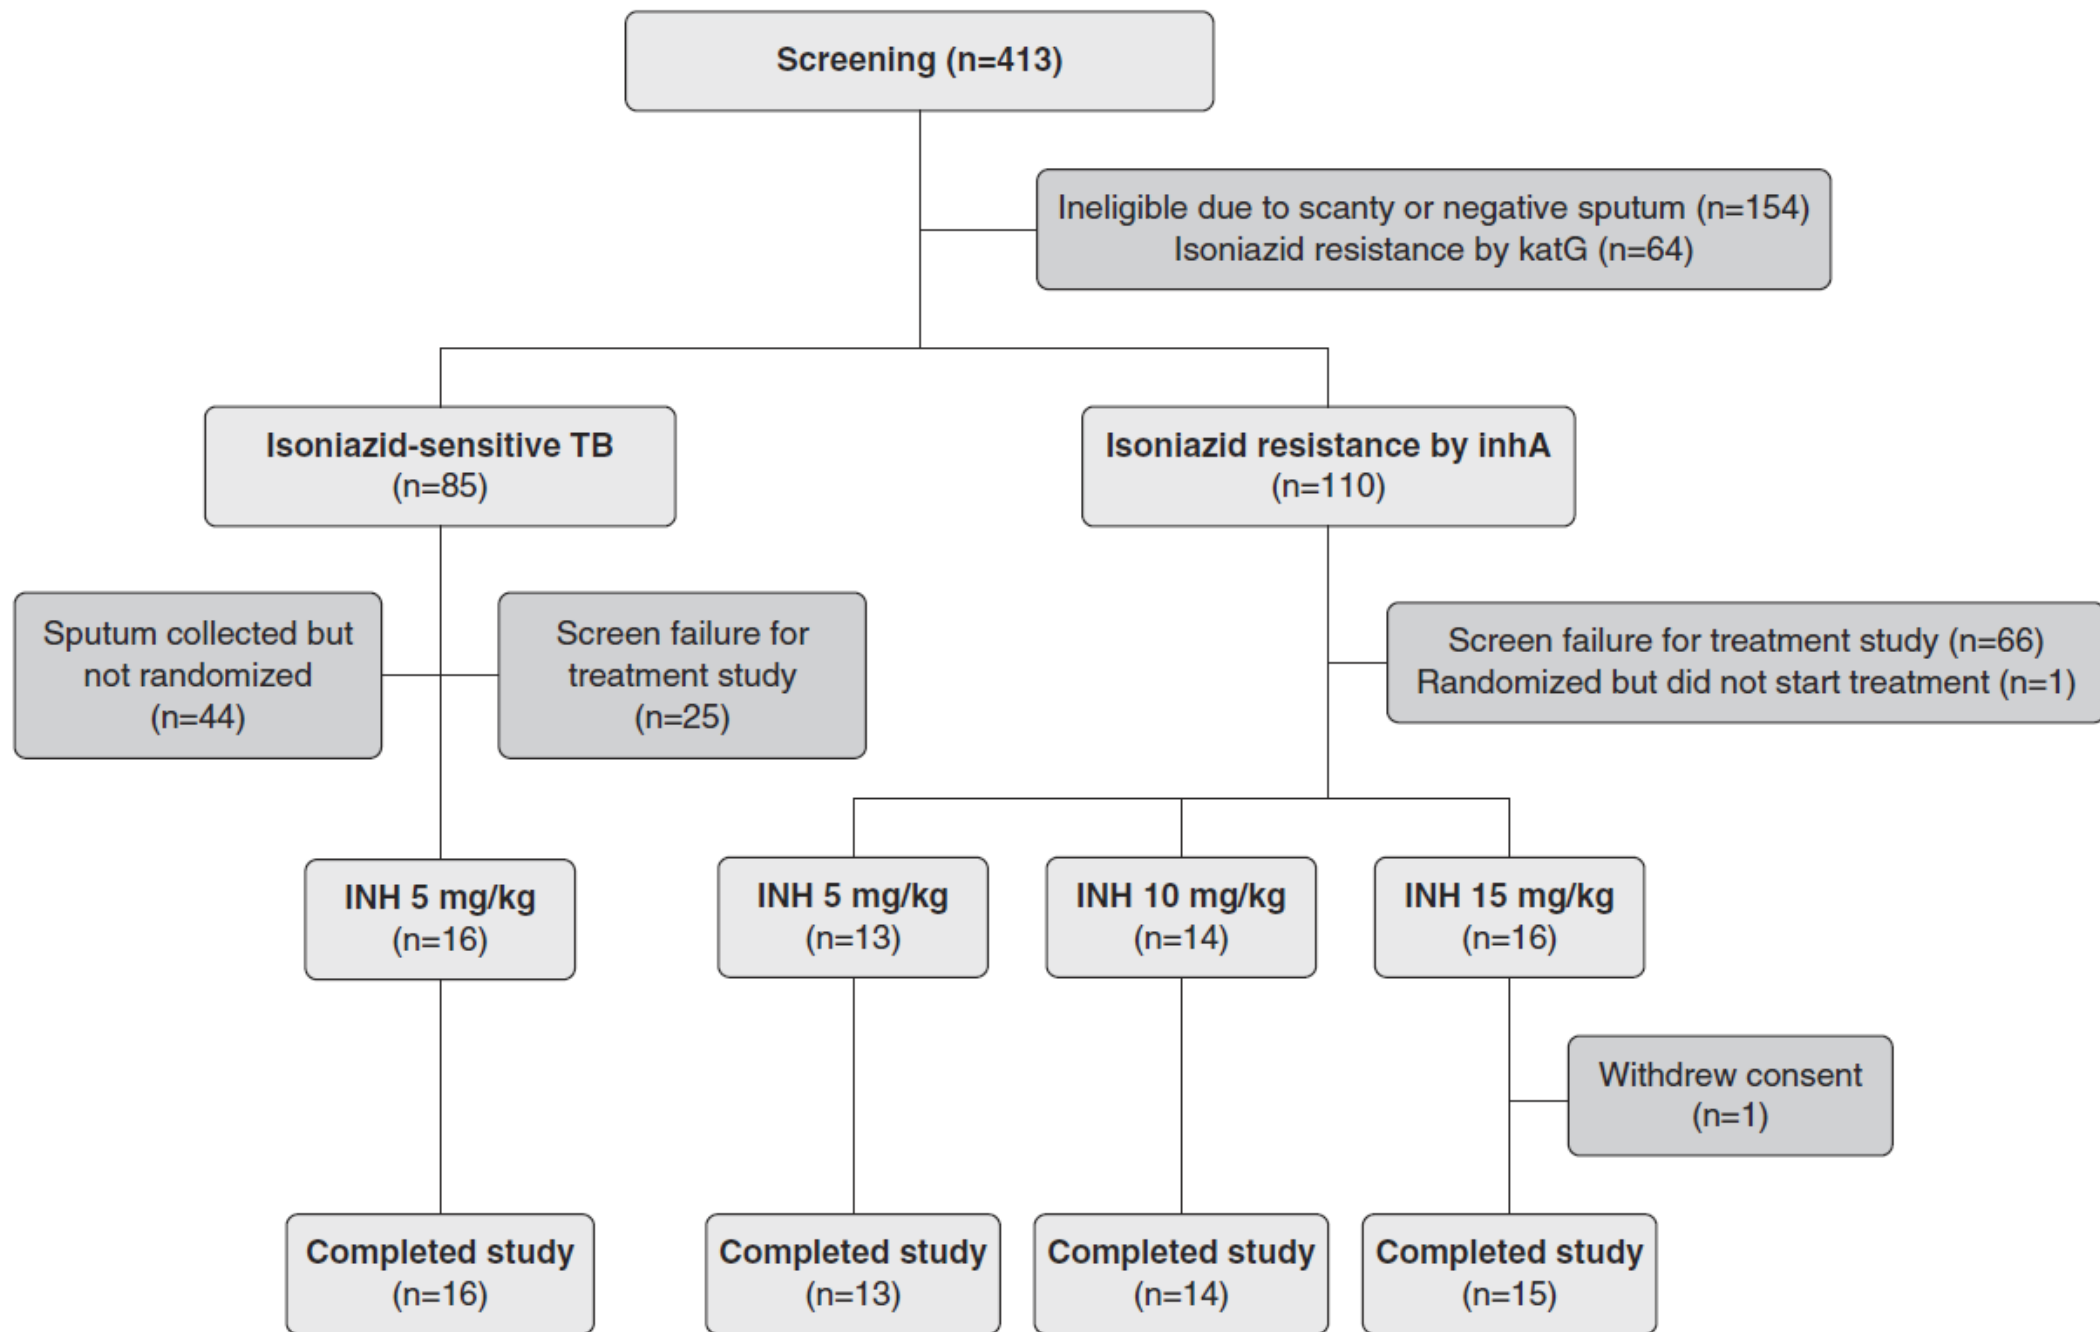 Screening (n=413)
Ineligible due to scanty or negative sputum (n=154)
Isoniazid resistance by katG (n=64)
Isoniazid-sensitive TB
(n=85)
Isoniazid resistance by inhA
(n=110)
Sputum collected but
not randomized
(n=44)
Screen failure for
treatment study
(n=25)
Screen failure for treatment study (n=66)
Randomized but did not start treatment (n=1)
INH 5 mg/kg
(n=16)
INH 5 mg/kg
(n=13)
INH 10 mg/kg
(n=14)
INH 15 mg/kg
(n=16)
Withdrew consent
(n=1)
Completed study
(n=16)
Completed study
(n=13)
Completed study
(n=14)
Completed study
(n=15)